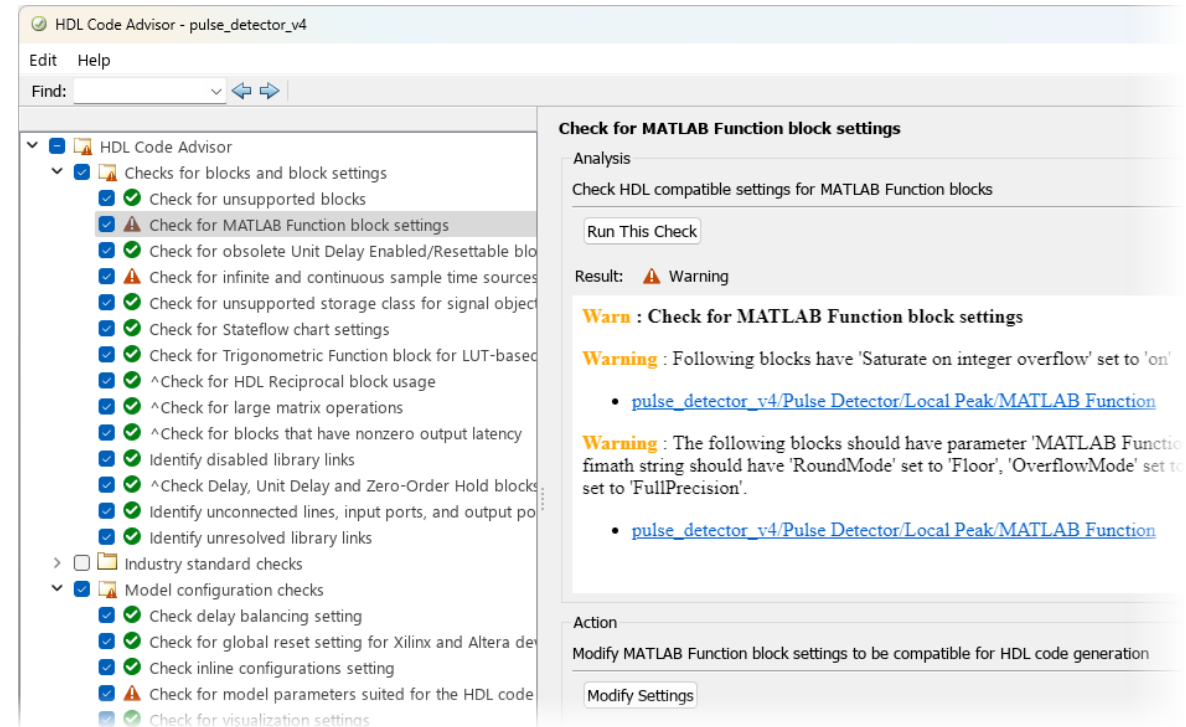 HDL Code Advisor - pulse_detector_v4
Edit Help
Find:
HDL Code Advisor
Checks for blocks and block settings
Check for unsupported blocks
Check for MATLAB Function block settings
Check for obsolete Unit Delay Enabled/Resettable blo
Check for infinite and continuous sample time sources
Check for unsupported storage class for signal object
Check for Stateflow chart settings
Check for Trigonometric Function block for LUT-based
^Check for HDL Reciprocal block usage
^Check for large matrix operations
^Check for blocks that have nonzero output latency
Identify disabled library links
^Check Delay, Unit Delay and Zero-Order Hold blocks
Identify unconnected lines, input ports, and output po
Identify unresolved library links
Industry standard checks
Model configuration checks
Check delay balancing setting
Check for global reset setting for Xilinx and Altera dev
Check inline configurations setting
Check for model parameters suited for the HDL code
Check for visualization settings
Check for MATLAB Function block settings
Analysis
Check HDL compatible settings for MATLAB Function blocks
Run This Check
Result: Warning
Warn : Check for MATLAB Function block settings
Warning : Following blocks have 'Saturate on integer overflow' set to 'on'
• pulse_detector_v4/Pulse Detector/Local Peak/MATLAB Function
Warning : The following blocks should have parameter 'MATLAB Functio
fimath string should have 'RoundMode' set to 'Floor', 'OverflowMode' set to
set to 'FullPrecision'.
• pulse_detector_v4/Pulse Detector/Local Peak/MATLAB Function
Action
Modify MATLAB Function block settings to be compatible for HDL code generation
Modify Settings